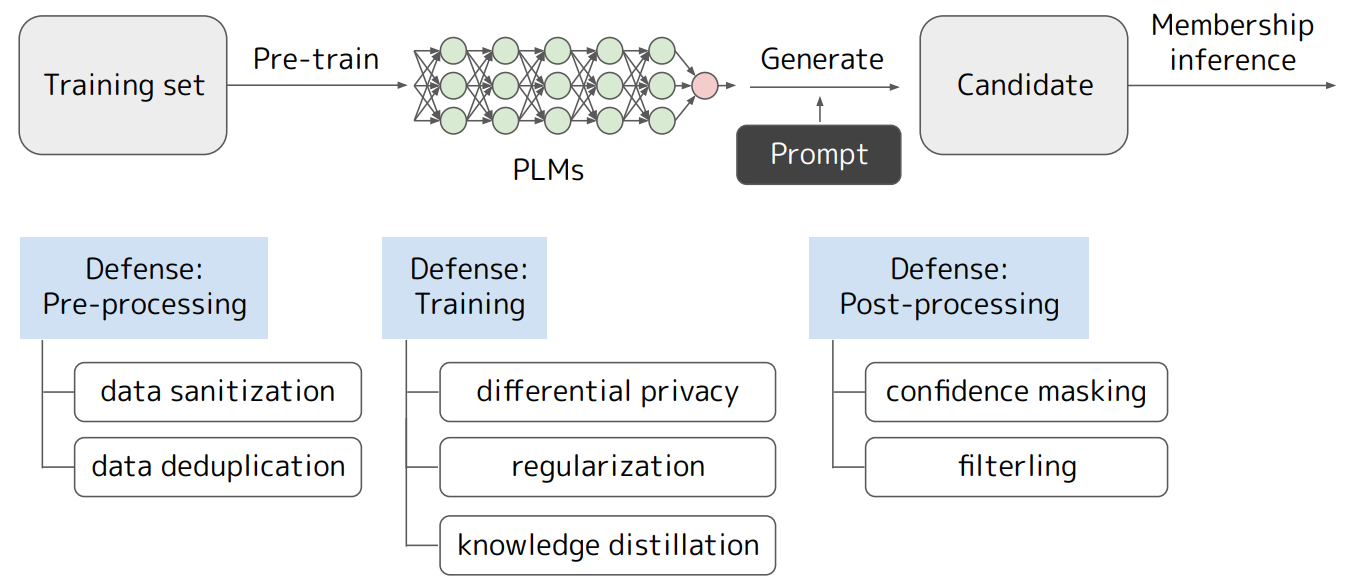 Training set
Pre-train
PLMs
Generate
Prompt
Candidate
Membership
inference
Defense:
Pre-processing
data sanitization
data deduplication
Defense:
Training
differential privacy
regularization
knowledge distillation
Defense:
Post-processing
confidence masking
filterling